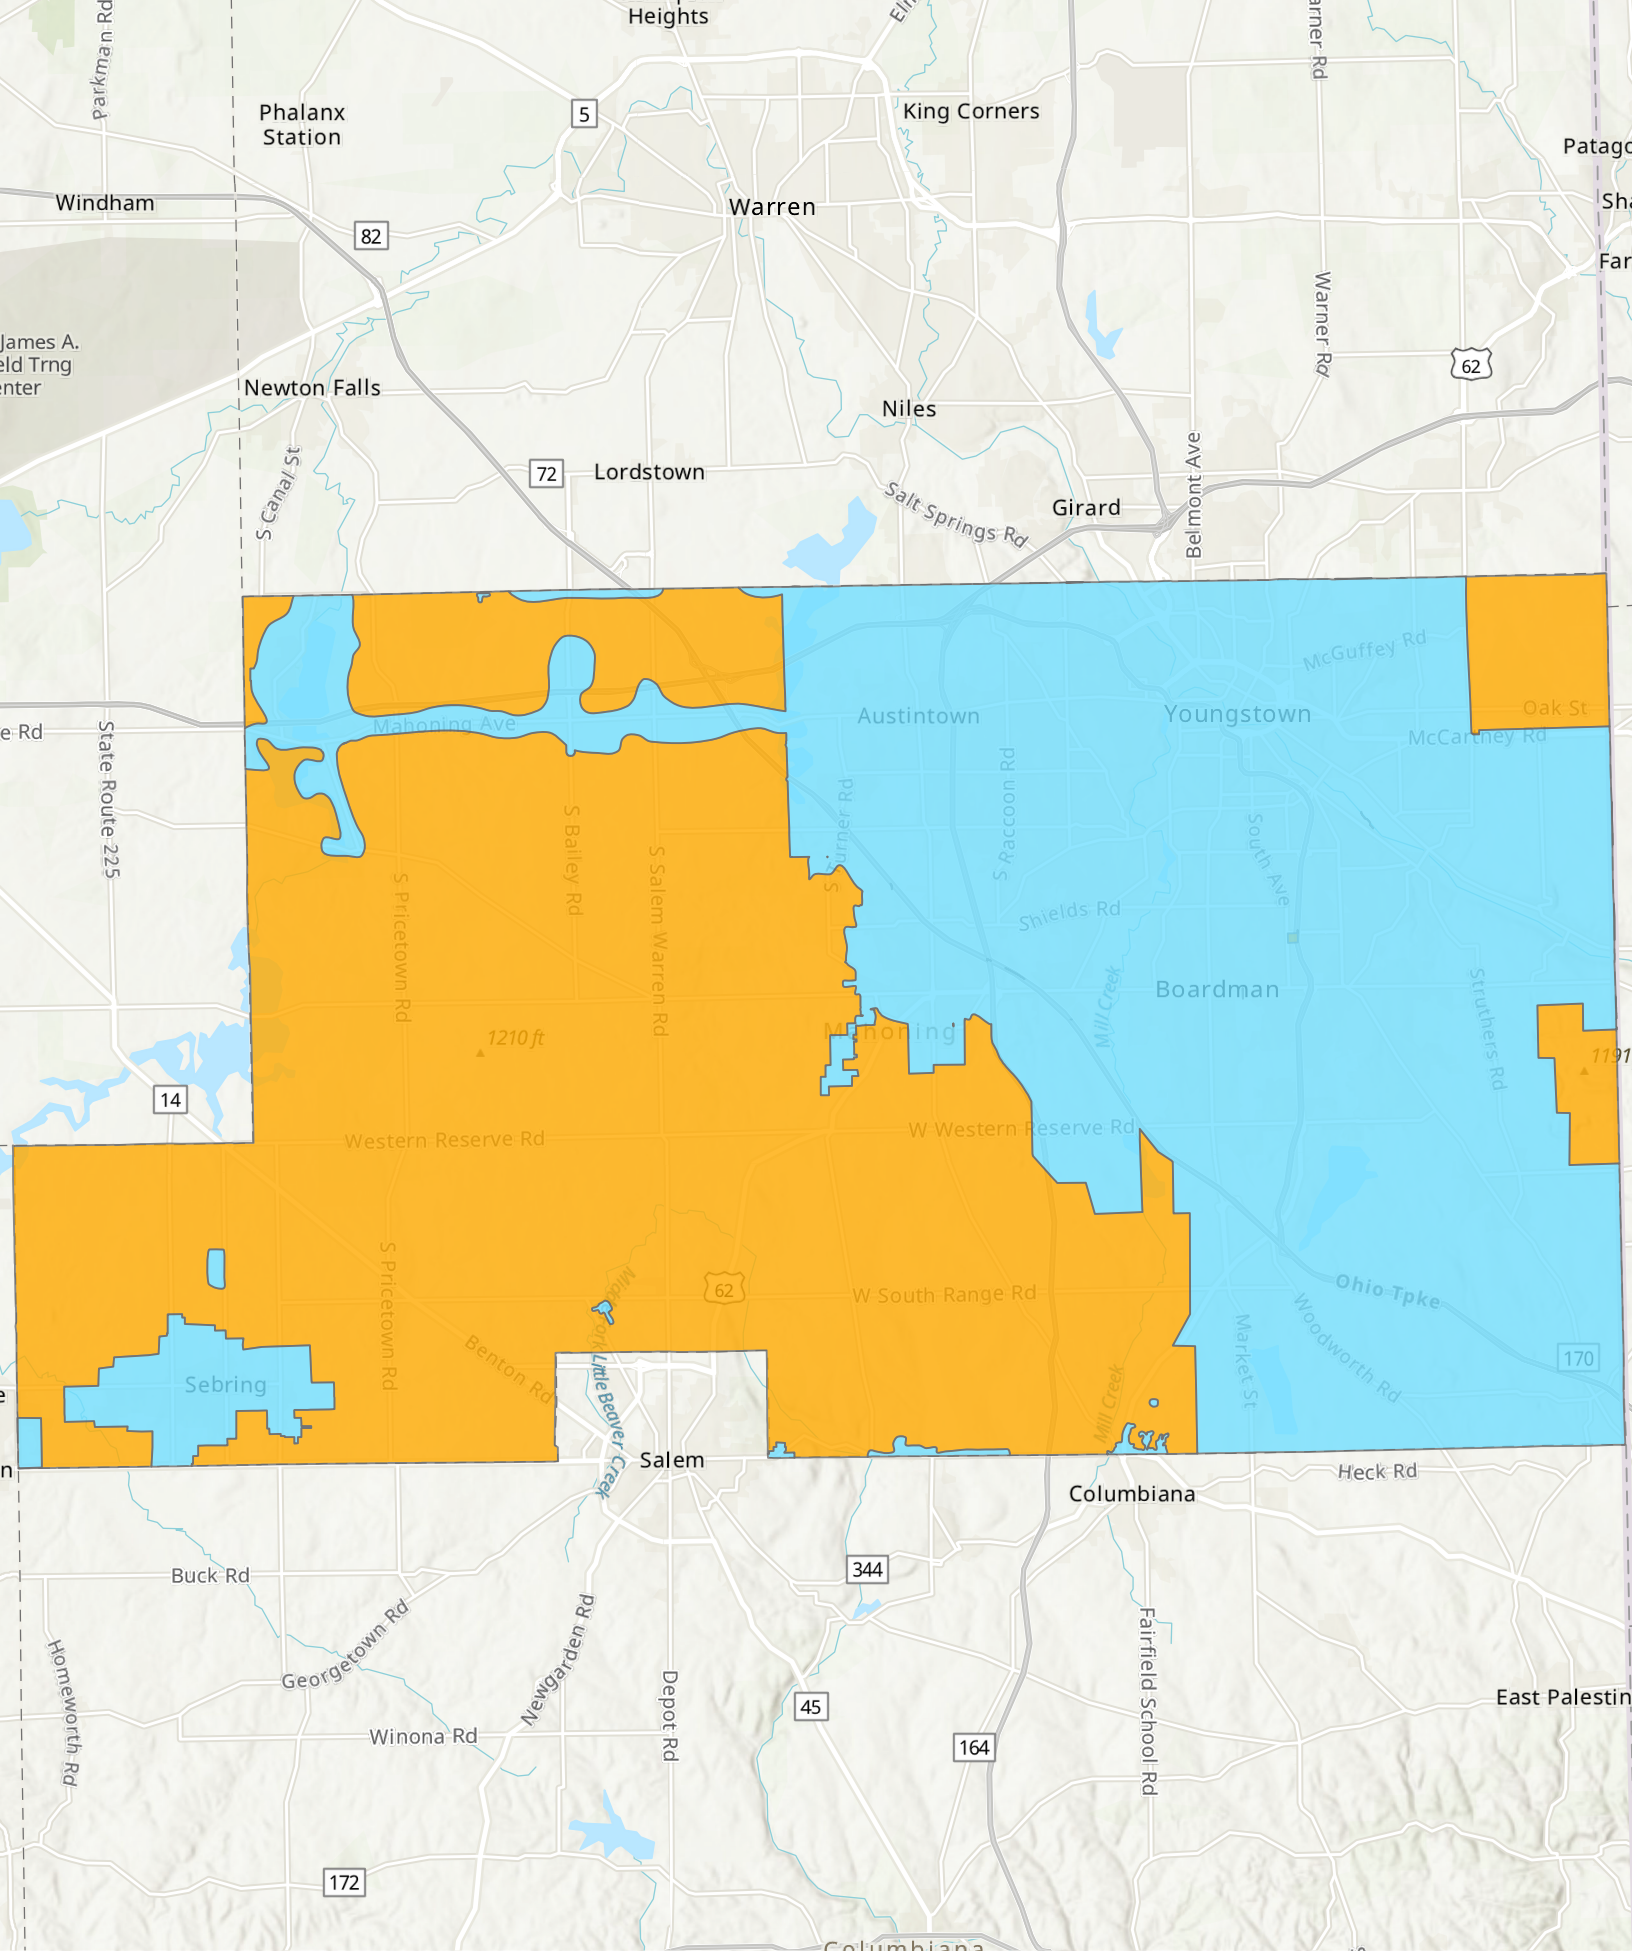 Heights
Parkman Rd
Phalanx
Station
5
King Corners
Warner Rd
Windham
Warren
82
James A.
Newton Falls
Niles
62
72
Lordstown
S Canal St
Salt Springs Rd
Girard
Belmont Ave
McGuffey Rd
Oak St
McCartney Rd
Mahoning Ave
Austintown
Youngstown
State Route 225
S Bailey Rd
S Turner Rd
S Raccoon Rd
South Ave
S Pricetown Rd
S Salem Warren Rd
Shields Rd
Boardman
Mill Creek
Struthers Rd
1210 ft
Mahoning
1191
14
Western Reserve Rd
W Western Reserve Rd
S Pricetown Rd
62
W South Range Rd
Middle Fork Little Beaver Creek
Ohio Tpke
Benton Rd
Sebring
Mill Creek
Market St
Woodworth Rd
170
Salem
Columbiana
Heck Rd
Buck Rd
344
Georgetown Rd
Newgarden Rd
Fairfield School Rd
Homeworth Rd
Depot Rd
45
East Palestin
Winona Rd
164
172
Columbiana